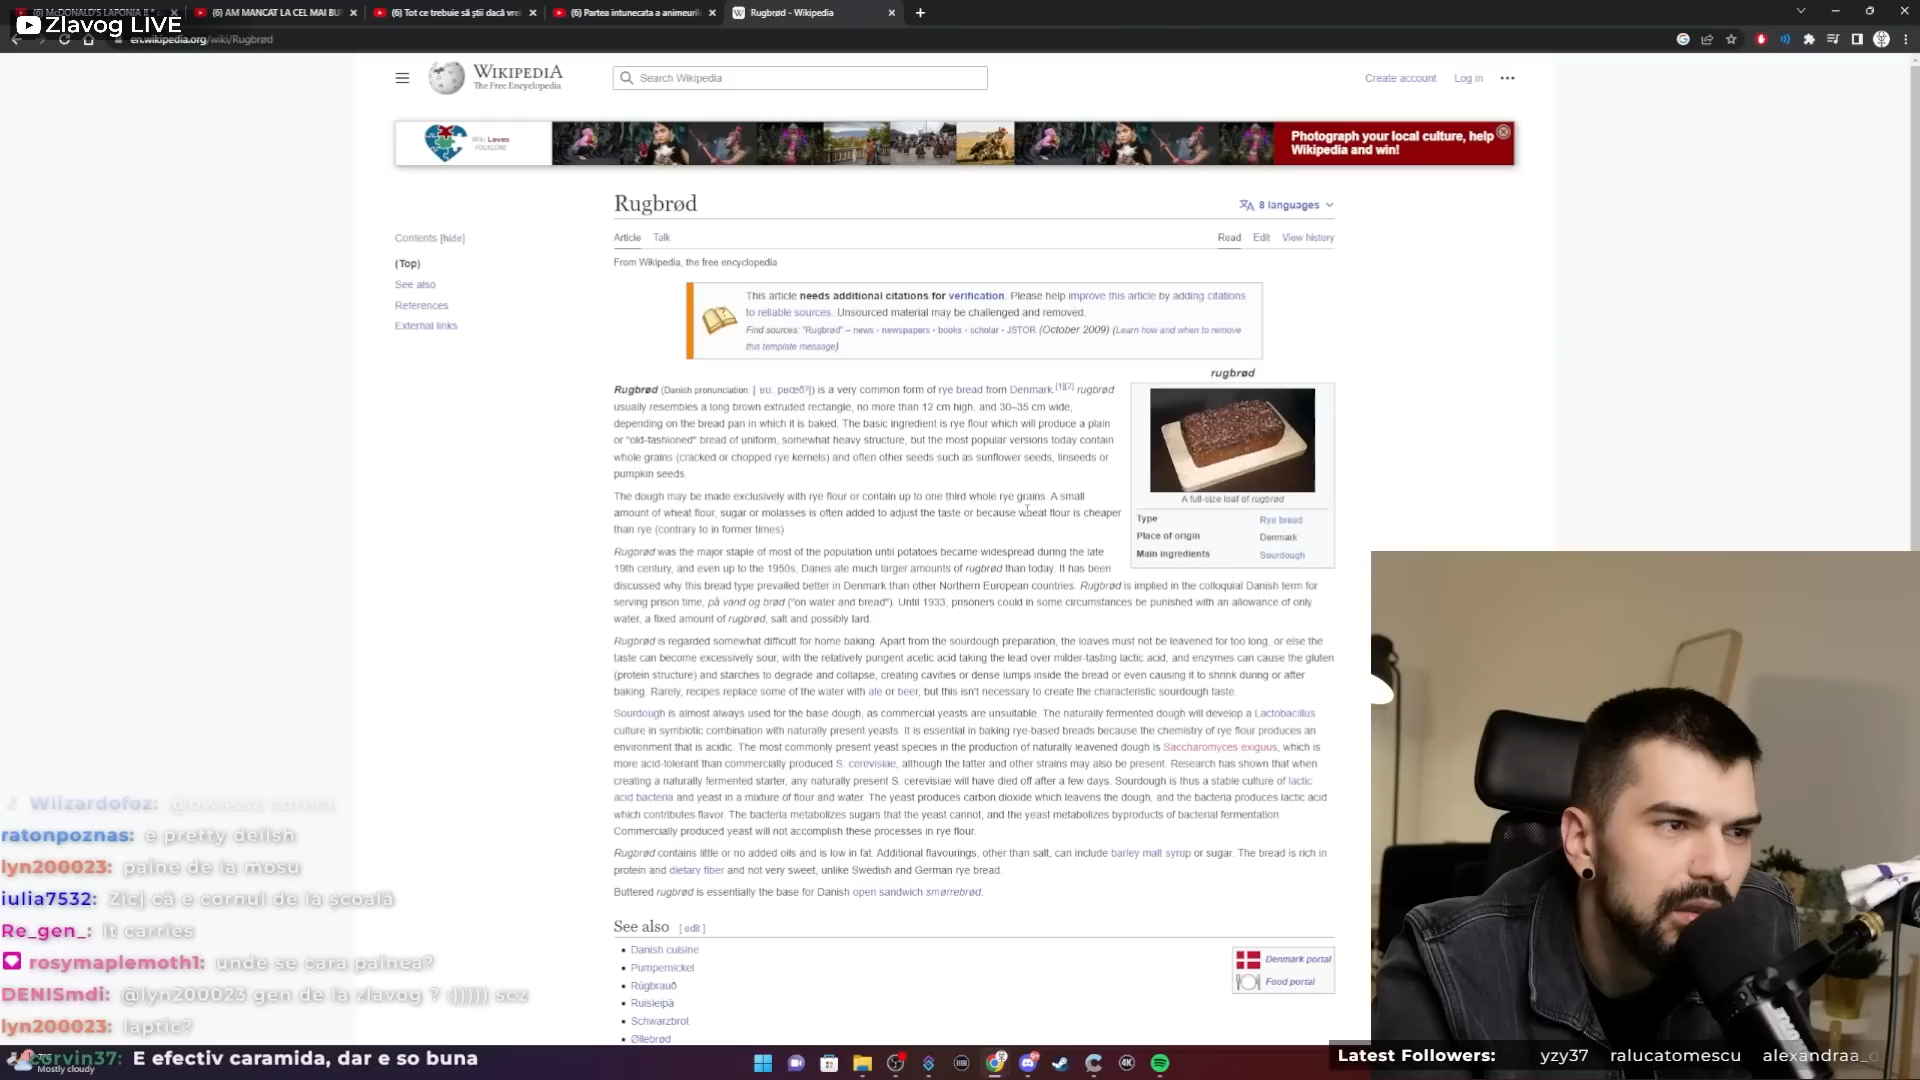 Zlavog LIVE
(6) McDONALD'S LAPONIA II
(6) AM MANCAT LA CEL MAI BU
(6) Tot ce trebuie să știi dacă vrei
(6) Partea intunecata a animeuril
Rugbrød - Wikipedia
en.wikipedia.org/wiki/Rugbrød
WIKIPEDIA
The Free Encyclopedia
Search Wikipedia
Create account Log in
Wiki Loves
FOLKLORE
Photograph your local culture, help
Wikipedia and win!
Rugbrød
8 languages
Contents [hide]
(Top)
See also
References
External links
Article Talk
Read Edit View history
From Wikipedia, the free encyclopedia
This article needs additional citations for verification. Please help improve this article by adding citations
to reliable sources. Unsourced material may be challenged and removed.
Find sources: "Rugbrød" – news · newspapers · books · scholar · JSTOR (October 2009) (Learn how and when to remove
this template message)
Rugbrød (Danish pronunciation: is a very common form of rye bread from Denmark.[1][2] rugbrød
usually resembles a long brown extruded rectangle, no more than 12 cm high, and 30–35 cm wide,
depending on the bread pan in which it is baked. The basic ingredient is rye flour which will produce a plain
or "old-fashioned" bread of uniform, somewhat heavy structure, but the most popular versions today contain
whole grains (cracked or chopped rye kernels) and often other seeds such as sunflower seeds, linseeds or
pumpkin seeds.
The dough may be made exclusively with rye flour or contain up to one third whole rye grains. A small
amount of wheat flour, sugar or molasses is often added to adjust the taste or because wheat flour is cheaper
than rye (contrary to in former times).
rugbrød
A full-size loaf of rugbrød
Type Rye bread
Place of origin Denmark
Main ingredients Sourdough
Rugbrød was the major staple of most of the population until potatoes became widespread during the late
19th century, and even up to the 1950s, Danes ate much larger amounts of rugbrød than today. It has been
discussed why this bread type prevailed better in Denmark than other Northern European countries. Rugbrød is implied in the colloquial Danish term for
serving prison time, på vand og brød ("on water and bread"). Until 1933, prisoners could in some circumstances be punished with an allowance of only
water, a fixed amount of rugbrød, salt and possibly lard.
Rugbrød is regarded somewhat difficult for home baking. Apart from the sourdough preparation, the loaves must not be leavened for too long, or else the
taste can become excessively sour, with the relatively pungent acetic acid taking the lead over milder-tasting lactic acid, and enzymes can cause the gluten
(protein structure) and starches to degrade and collapse, creating cavities or dense lumps inside the bread or even causing it to shrink during or after
baking. Rarely, recipes replace some of the water with ale or beer, but this isn't necessary to create the characteristic sourdough taste.
Sourdough is almost always used for the base dough, as commercial yeasts are unsuitable. The naturally fermented dough will develop a Lactobacillus
culture in symbiotic combination with naturally present yeasts. It is essential in baking rye-based breads because the chemistry of rye flour produces an
environment that is acidic. The most commonly present yeast species in the production of naturally leavened dough is Saccharomyces exiguus, which is
more acid-tolerant than commercially produced S. cerevisiae, although the latter and other strains may also be present. Research has shown that when
creating a naturally fermented starter, any naturally present S. cerevisiae will have died off after a few days. Sourdough is thus a stable culture of lactic
acid bacteria and yeast in a mixture of flour and water. The yeast produces carbon dioxide which leavens the dough, and the bacteria produces lactic acid
which contributes flavor. The bacteria metabolizes sugars that the yeast cannot, and the yeast metabolizes byproducts of bacterial fermentation.
Commercially produced yeast will not accomplish these processes in rye flour.
Rugbrød contains little or no added oils and is low in fat. Additional flavourings, other than salt, can include barley malt syrup or sugar. The bread is rich in
protein and dietary fiber and not very sweet, unlike Swedish and German rye bread.
Buttered rugbrød is essentially the base for Danish open sandwich smørrebrød.
See also [ edit ]
Danish cuisine
Pumpernickel
Rúgbrauð
Ruisleipä
Schwarzbrot
Øllebrød
Denmark portal
Food portal
Wiizardofoz: @bwassz corect
ratonpoznas: e pretty delish
lyn200023: paine de la mosu
iulia7532: Zici că e cornul de la școală
Re_gen_: It carries
rosymaplemoth1: unde se cara painea?
DENISmdi: @lyn200023 gen de la zlavog ? :))))) scz
lyn200023: laptic?
corvin37: E efectiv caramida, dar e so buna
Mostly cloudy
Latest Followers: yzy37 ralucatomescu